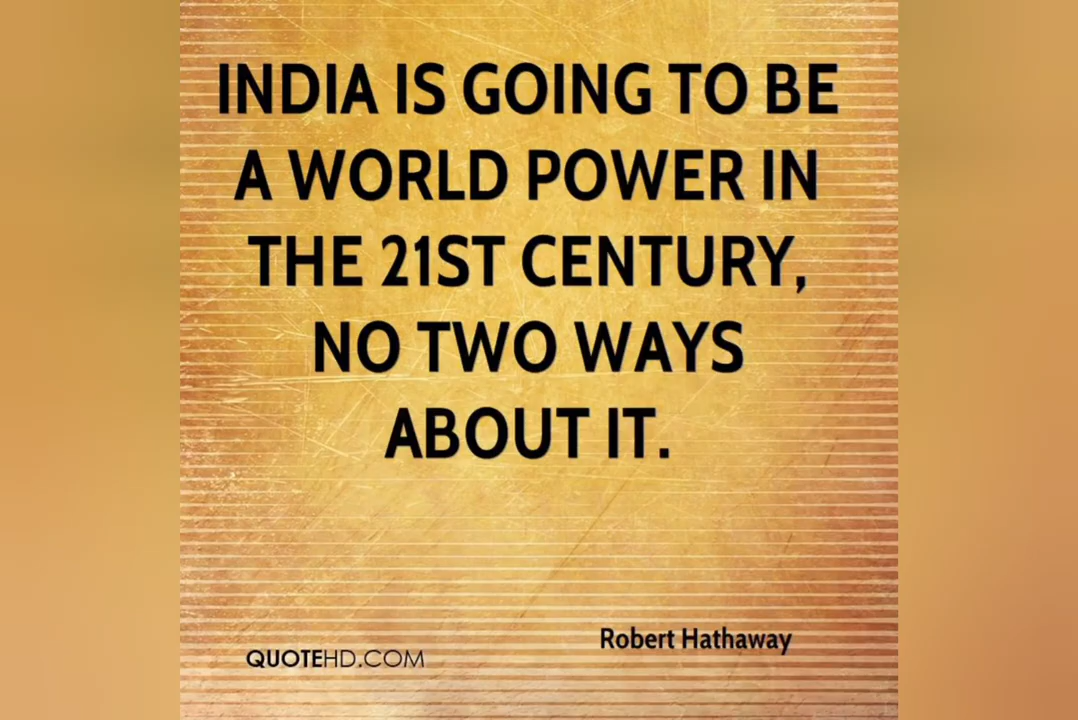 INDIA IS GOING TO BE
A WORLD POWER IN
THE 21ST CENTURY,
NO TWO WAYS
ABOUT IT.
Robert Hathaway
QUOTEHD.COM